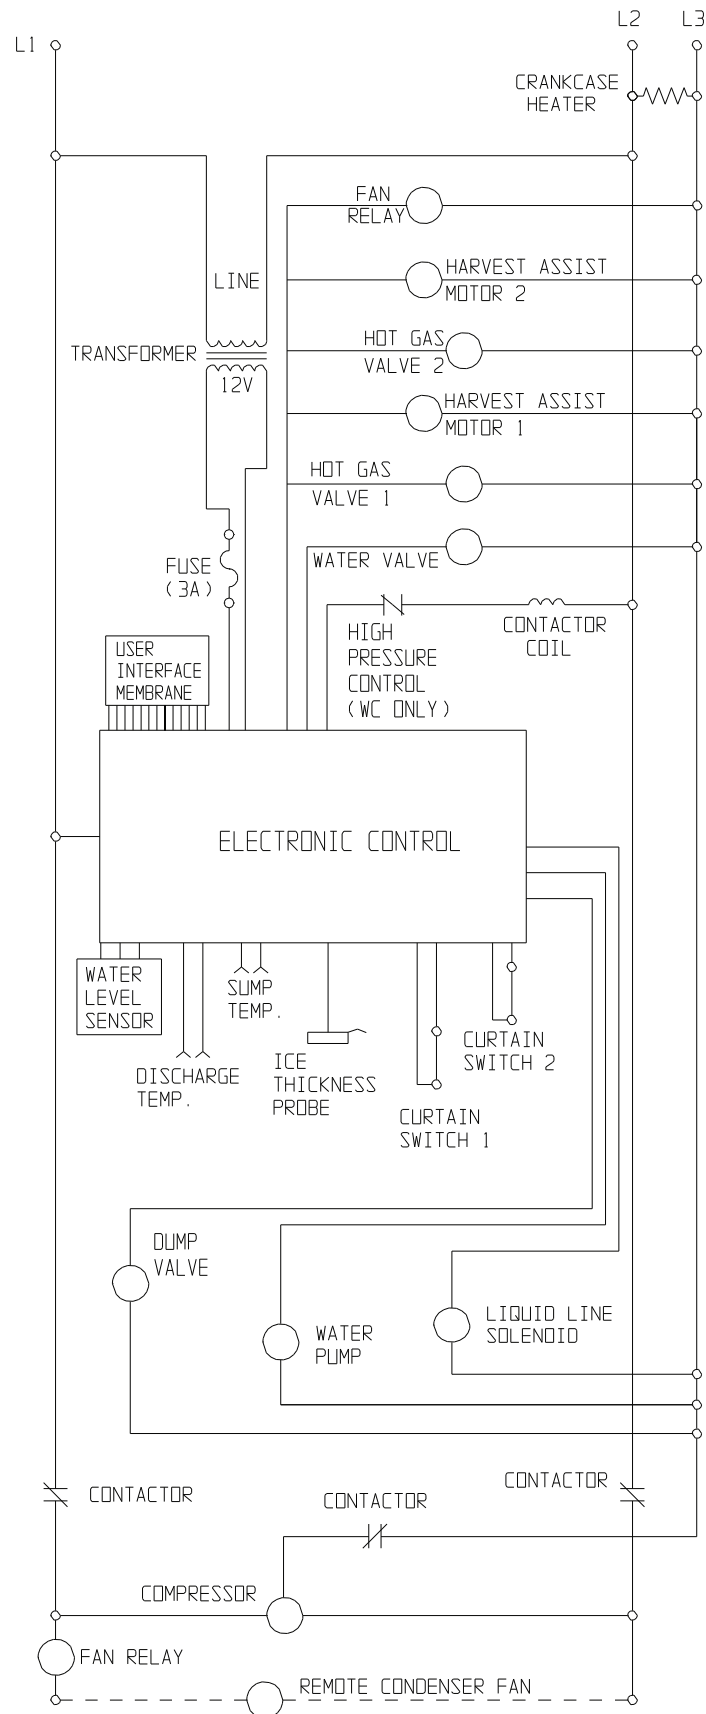 L1
L2
L3
CRANKCASE
HEATER
FAN
RELAY
LINE
HARVEST ASSIST
MOTOR 2
TRANSFORMER
HOT GAS
VALVE 2
12V
HARVEST ASSIST
MOTOR 1
HOT GAS
VALVE 1
WATER VALVE
FUSE
(3A)
HIGH
PRESSURE
CONTROL
(WC ONLY)
CONTACTOR
COIL
USER
INTERFACE
MEMBRANE
ELECTRONIC CONTROL
WATER
LEVEL
SENSOR
SUMP
TEMP.
DISCHARGE
TEMP.
ICE
THICKNESS
PROBE
CURTAIN
SWITCH 2
CURTAIN
SWITCH 1
DUMP
VALVE
WATER
PUMP
LIQUID LINE
SOLENOID
CONTACTOR
CONTACTOR
CONTACTOR
COMPRESSOR
FAN RELAY
REMOTE CONDENSER FAN